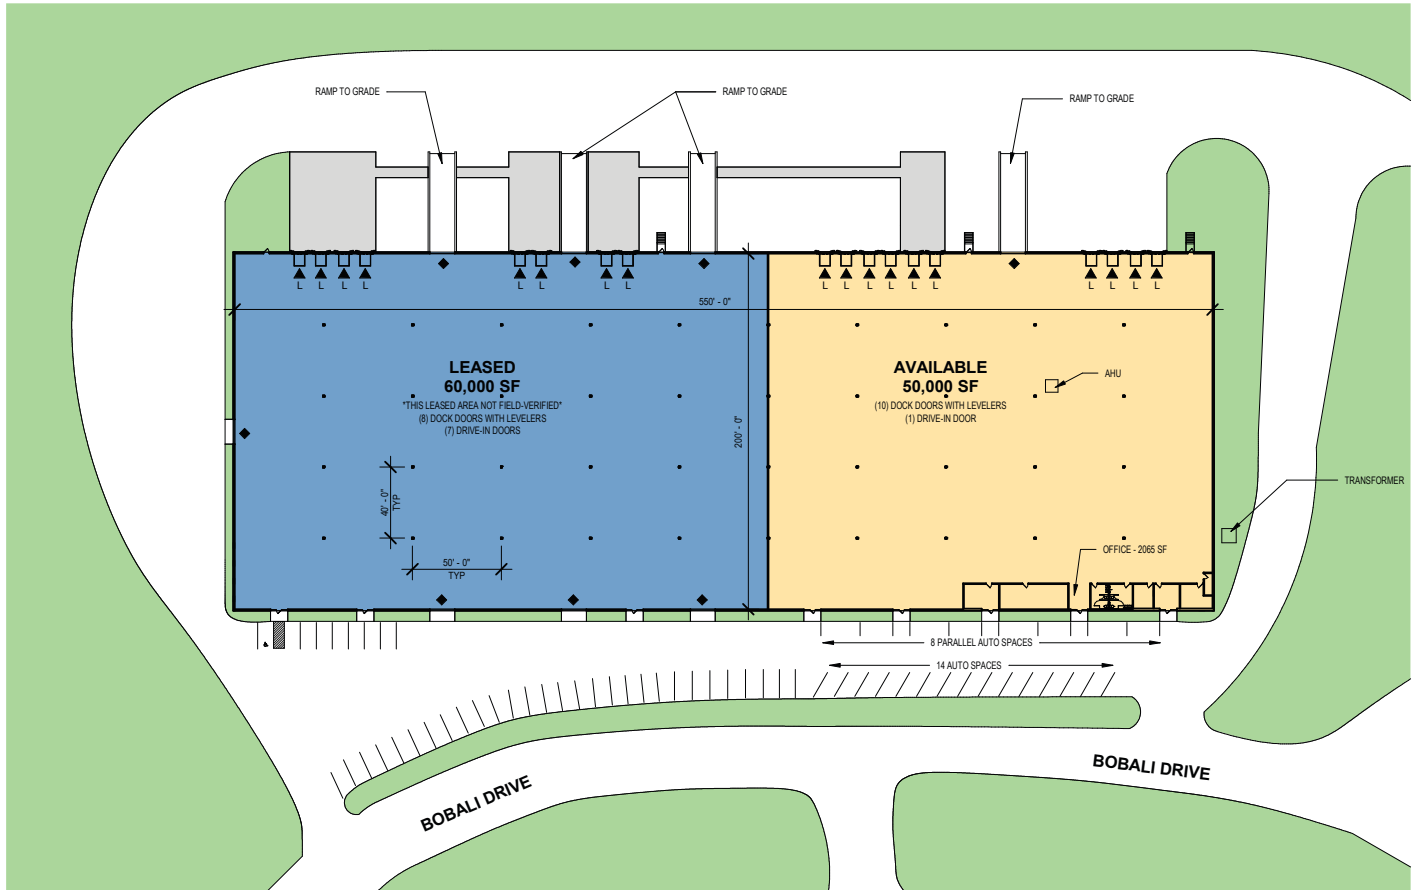 RAMP TO GRADE
RAMP TO GRADE
RAMP TO GRADE
L L L L L L L L L L L L L L L L L L
550' - 0"
LEASED
60,000 SF
*THIS LEASED AREA NOT FIELD-VERIFIED*
(8) DOCK DOORS WITH LEVELERS
(7) DRIVE-IN DOORS
AVAILABLE
50,000 SF
(10) DOCK DOORS WITH LEVELERS
(1) DRIVE-IN DOOR
AHU
200' - 0"
40' - 0"
TYP
50' - 0"
TYP
TRANSFORMER
OFFICE - 2065 SF
8 PARALLEL AUTO SPACES
14 AUTO SPACES
BOBALI DRIVE
BOBALI DRIVE